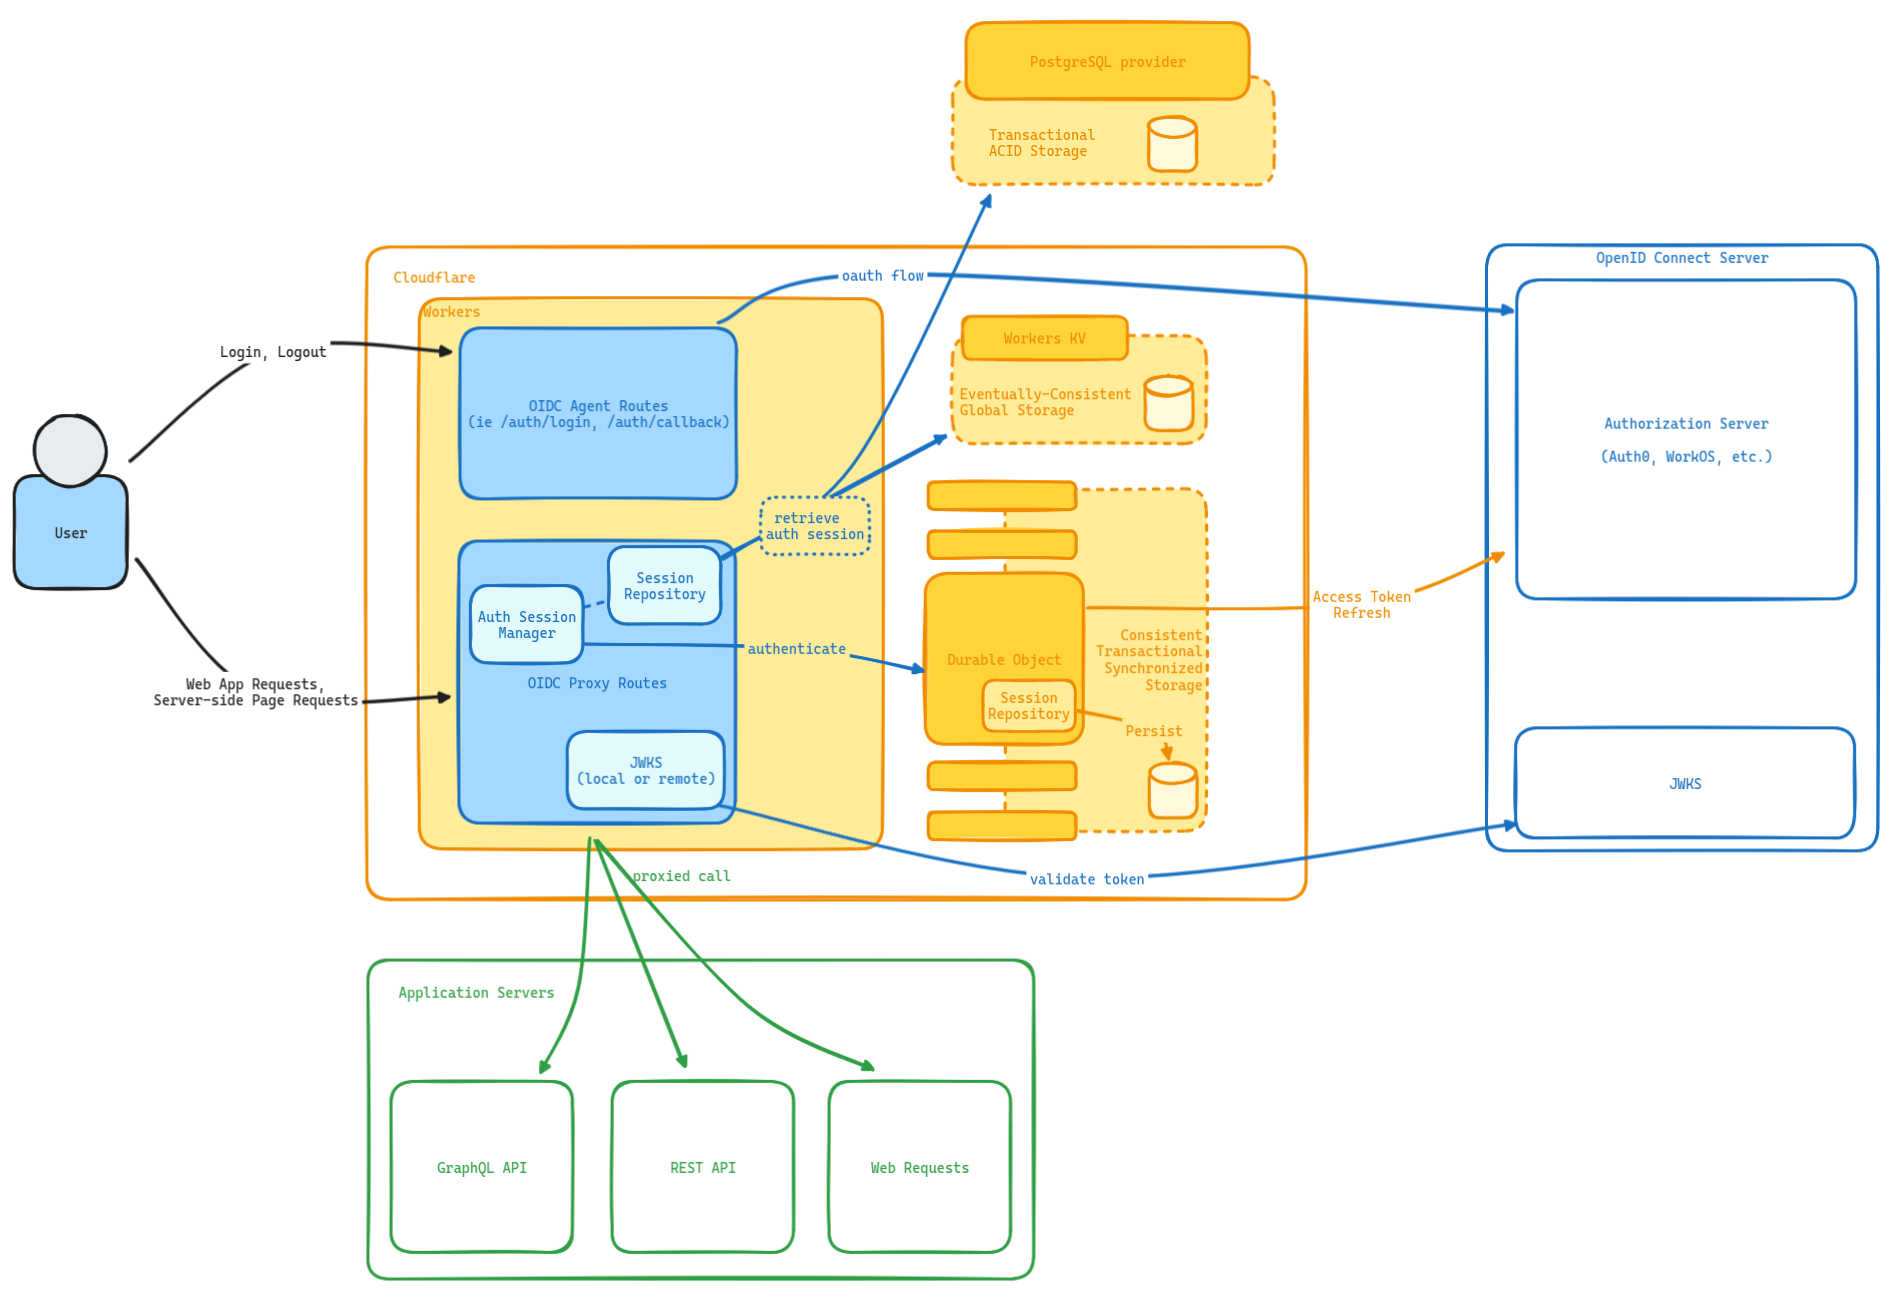 PostgreSQL provider
Transactional
ACID Storage
Cloudflare
Workers
oauth flow
OpenID Connect Server
Login, Logout
OIDC Agent Routes
(ie /auth/login, /auth/callback)
Workers KV
Eventually-Consistent
Global Storage
Authorization Server
(Auth0, WorkOS, etc.)
User
retrieve
auth session
Session
Repository
Auth Session
Manager
authenticate
OIDC Proxy Routes
JWKS
(local or remote)
Web App Requests,
Server-side Page Requests
Durable Object
Consistent
Transactional
Synchronized
Storage
Session
Repository
Persist
Access Token
Refresh
JWKS
validate token
proxied call
Application Servers
GraphQL API
REST API
Web Requests